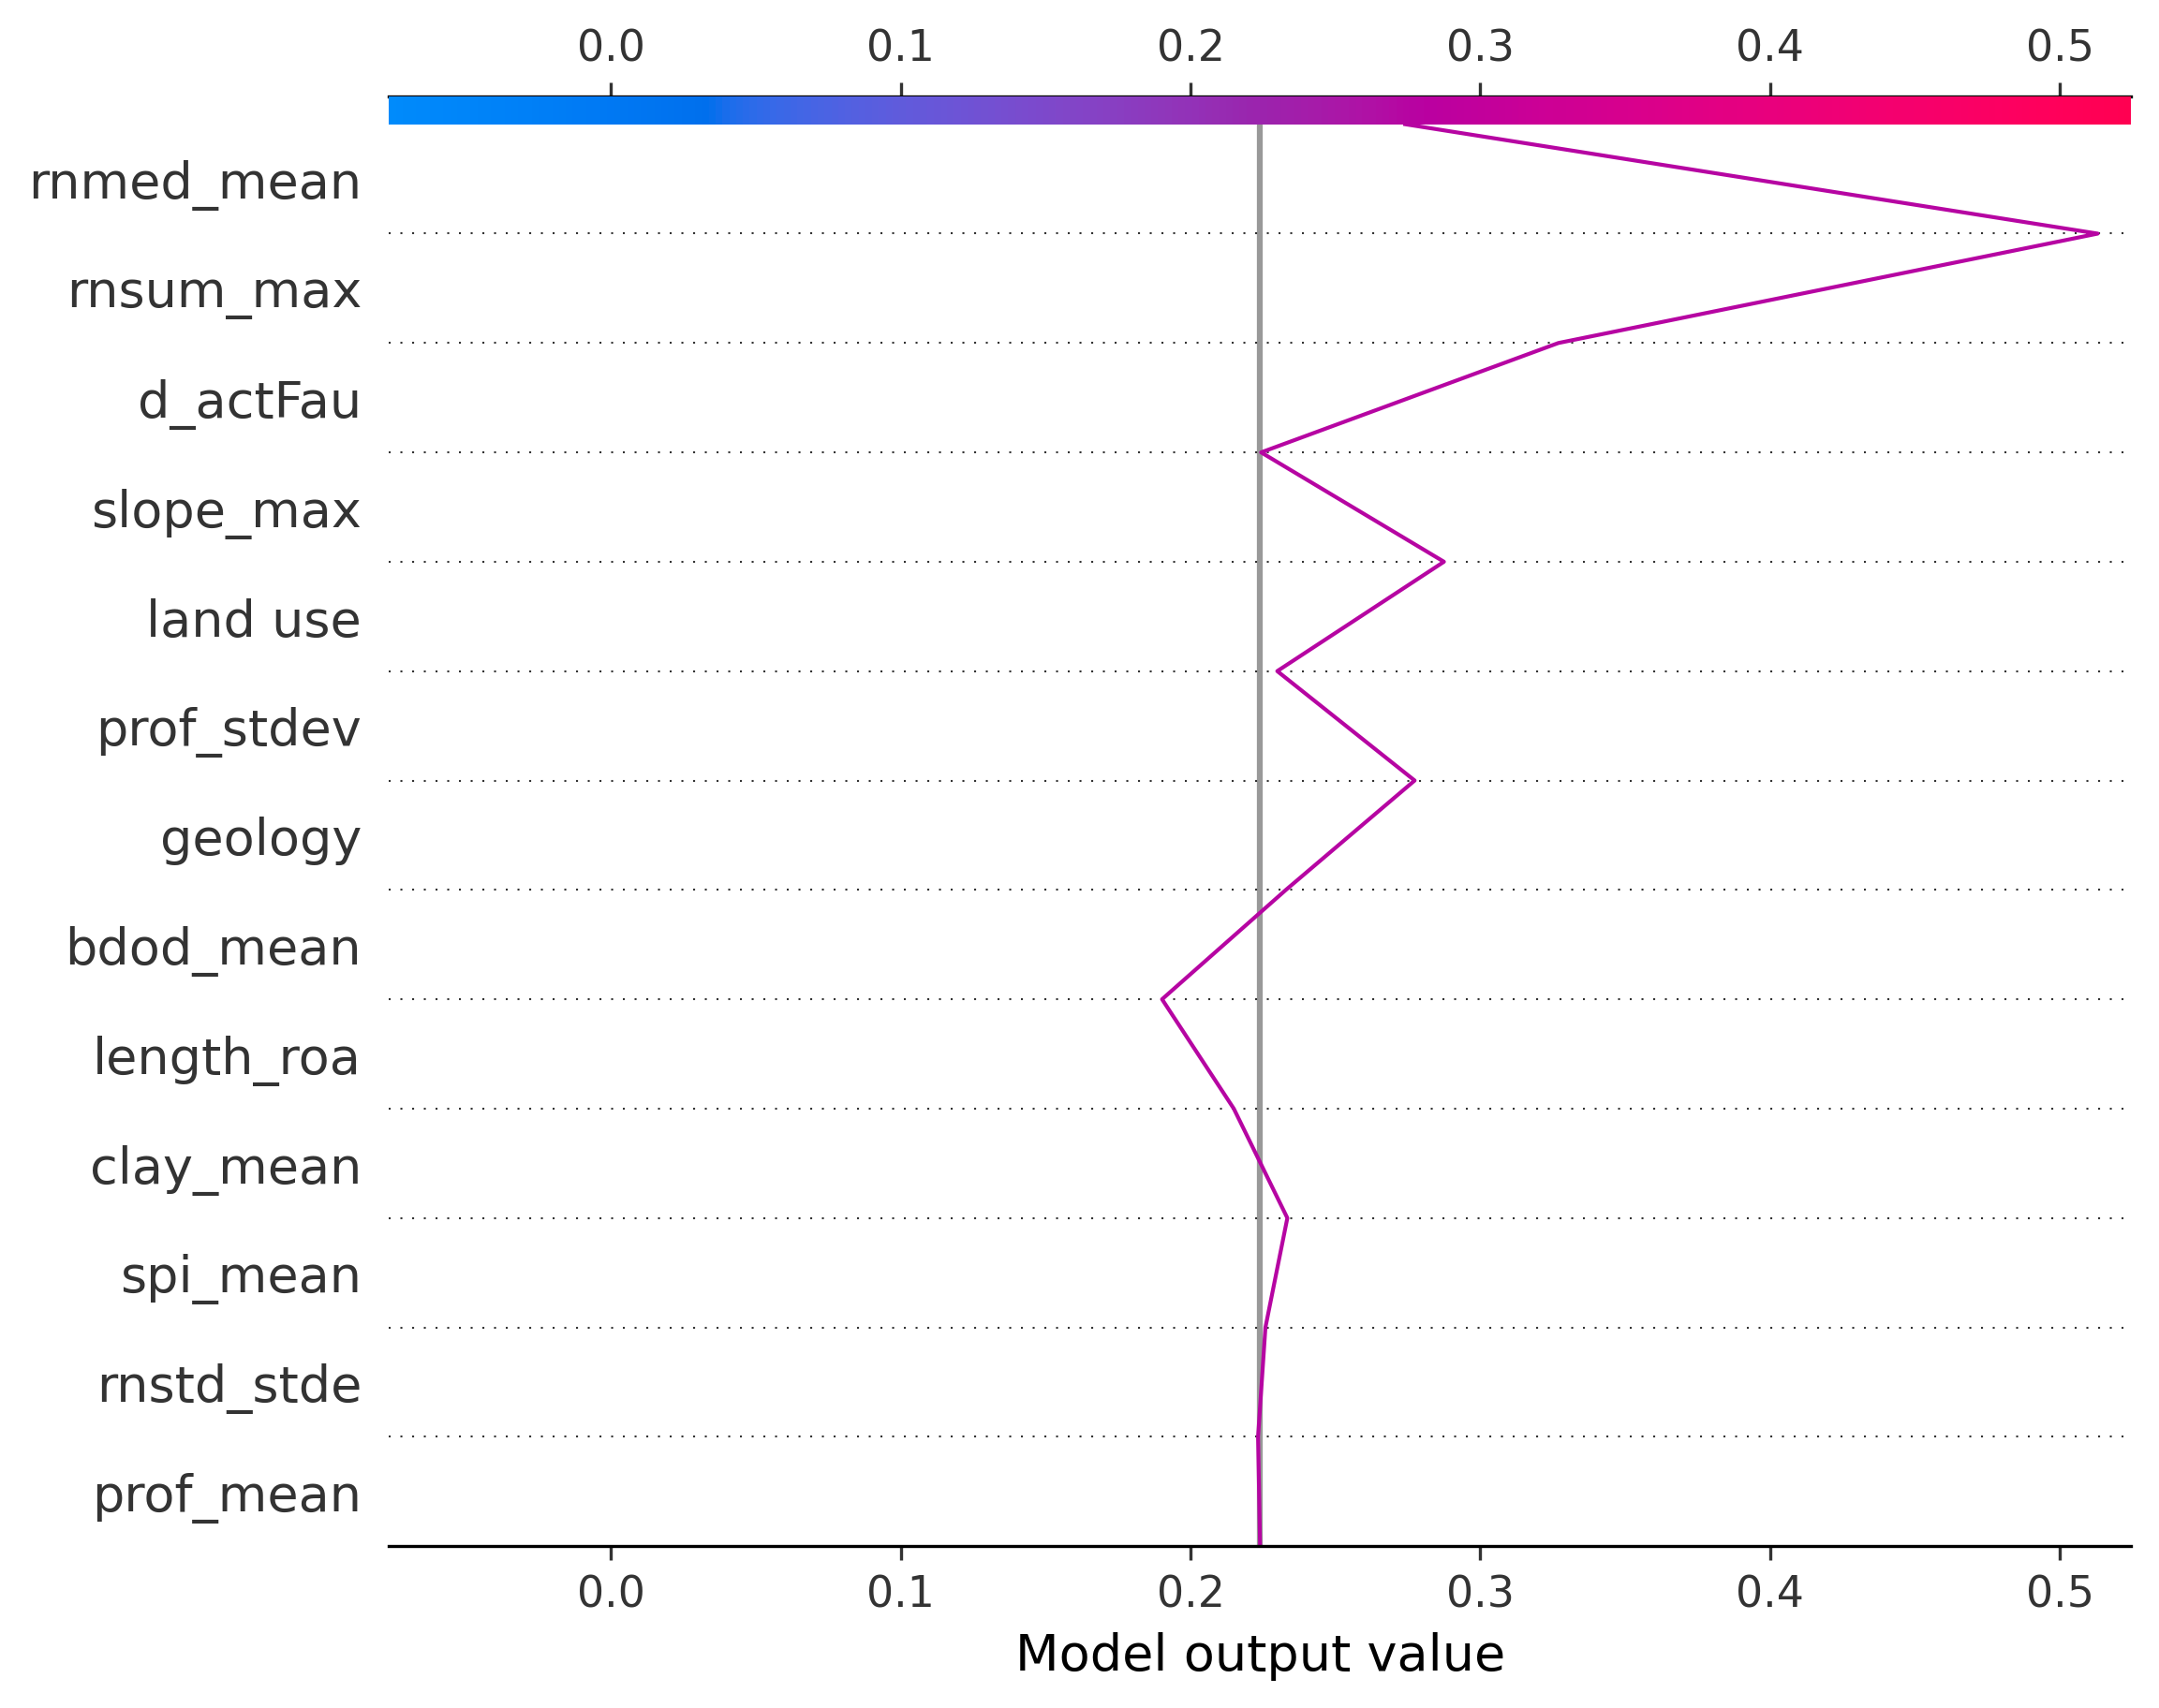 0.0 0.1 0.2 0.3 0.4 0.5
rnmed_mean
rnsum_max
d_actFau
slope_max
land use
prof_stdev
geology
bdod_mean
length_roa
clay_mean
spi_mean
rnstd_stde
prof_mean
0.0 0.1 0.2 0.3 0.4 0.5
Model output value